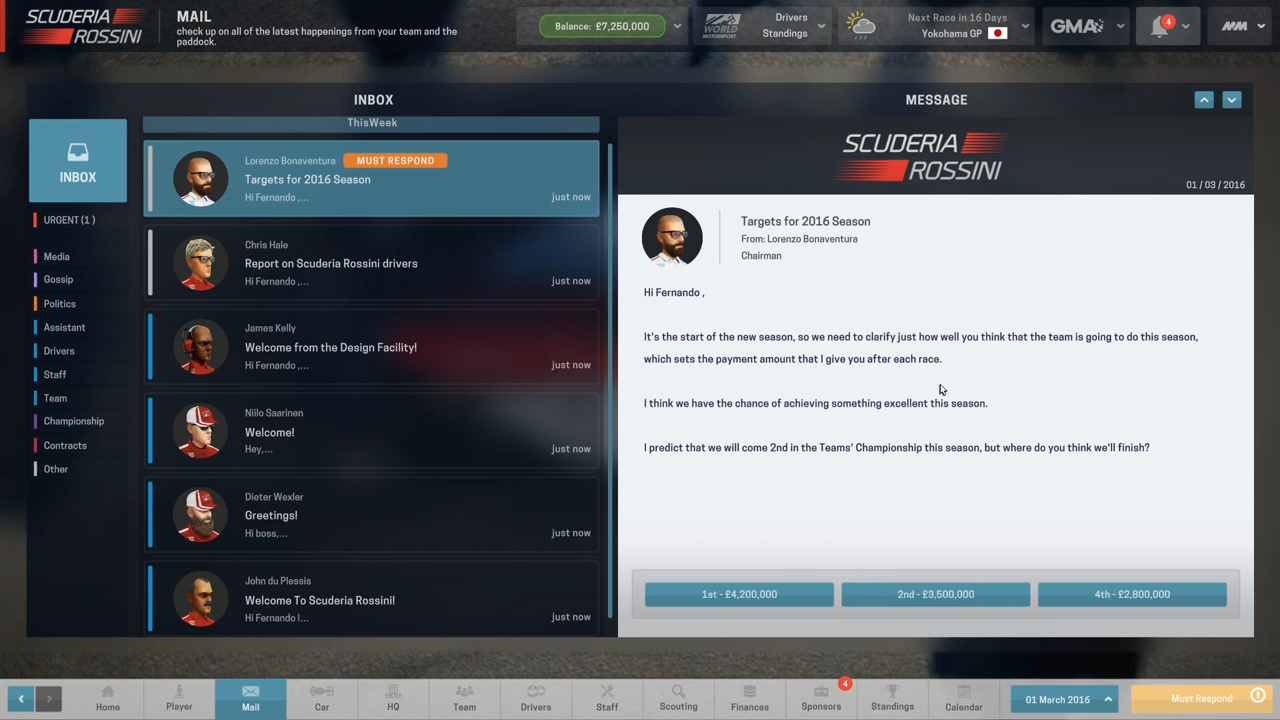 SCUDERIA
ROSSINI
MAIL
check up on all of the latest happenings from your team and the
paddock.
Balance: £7,250,000
WORLD
MOTORSPORT
Drivers
Standings
Next Race in 16 Days
Yokohama GP
GMA
4
INBOX
MESSAGE
INBOX
URGENT (1)
Media
Gossip
Politics
Assistant
Drivers
Staff
Team
Championship
Contracts
Other
ThisWeek
Lorenzo Bonaventura
MUST RESPOND
Targets for 2016 Season
Hi Fernando ,...
just now
Chris Hale
Report on Scuderia Rossini drivers
Hi Fernando ,...
just now
James Kelly
Welcome from the Design Facility!
Hi Fernando ,...
just now
Niilo Saarinen
Welcome!
Hey,...
just now
Dieter Wexler
Greetings!
Hi boss,...
just now
John du Plessis
Welcome To Scuderia Rossini!
Hi Fernando !...
just now
SCUDERIA
ROSSINI
01 / 03 / 2016
Targets for 2016 Season
From: Lorenzo Bonaventura
Chairman
Hi Fernando ,
It's the start of the new season, so we need to clarify just how well you think that the team is going to do this season,
which sets the payment amount that I give you after each race.
I think we have the chance of achieving something excellent this season.
I predict that we will come 2nd in the Teams' Championship this season, but where do you think we'll finish?
1st - £4,200,000
2nd - £3,500,000
4th - £2,800,000
Home
Player
Mail
Car
HQ
Team
Drivers
Staff
Scouting
Finances
4
Sponsors
Standings
Calendar
01 March 2016
Must Respond